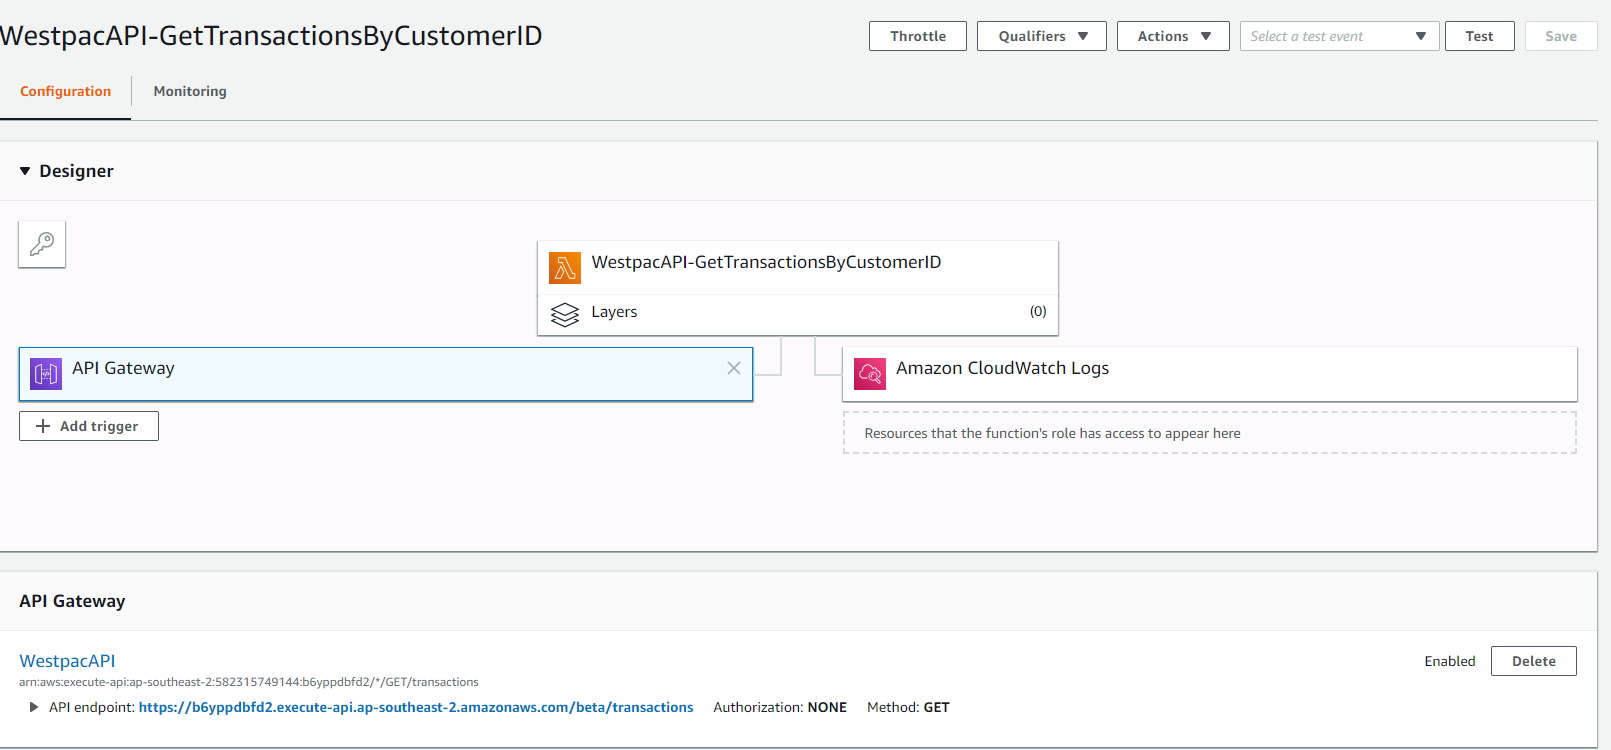 WestpacAPI-GetTransactionsByCustomerID
Throttle Qualifiers Actions Select a test event Test Save
Configuration Monitoring
Designer
WestpacAPI-GetTransactionsByCustomerID
Layers (0)
API Gateway
Amazon CloudWatch Logs
Add trigger
Resources that the function's role has access to appear here
API Gateway
WestpacAPI Enabled Delete
arn:aws:execute-api:ap-southeast-2:582315749144:b6yppdbfd2/*/GET/transactions
API endpoint: https://b6yppdbfd2.execute-api.ap-southeast-2.amazonaws.com/beta/transactions Authorization: NONE Method: GET